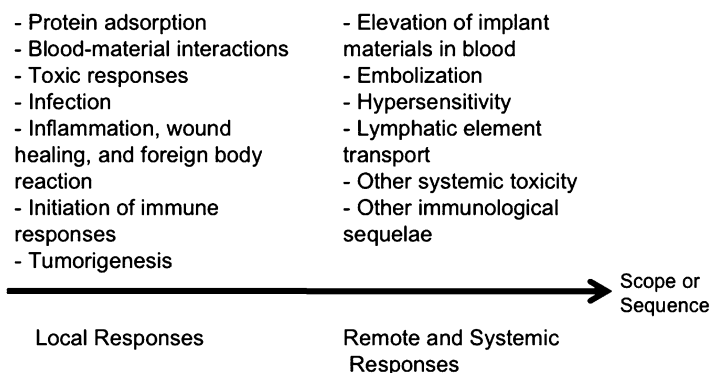 - Protein adsorption
- Blood-material interactions
- Toxic responses
- Infection
- Inflammation, wound
healing, and foreign body
reaction
- Initiation of immune
responses
- Tumorigenesis
- Elevation of implant
materials in blood
- Embolization
- Hypersensitivity
- Lymphatic element
transport
- Other systemic toxicity
- Other immunological
sequelae
Scope or
Sequence
Local Responses
Remote and Systemic
Responses